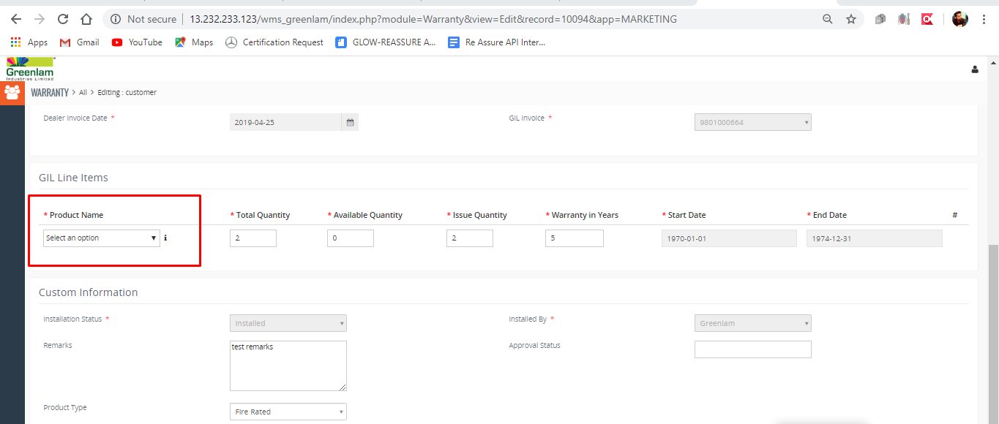 Not secure | 13.232.233.123/wms_greenlam/index.php?module=Warranty&view=Edit&record=10094&app=MARKETING
Apps Gmail YouTube Maps Certification Request GLOW-REASSURE A... Re Assure API Inter...
Greenlam
Industries Limited
WARRANTY > All > Editing : customer
Dealer Invoice Date * 2019-04-25 GIL Invoice * 9801000664
GIL Line Items
* Product Name * Total Quantity * Available Quantity * Issue Quantity * Warranty in Years * Start Date * End Date #
Select an option 2 0 2 5 1970-01-01 1974-12-31
Custom Information
Installation Status * Installed Installed By * Greenlam
Remarks test remarks Approval Status
Product Type Fire Rated